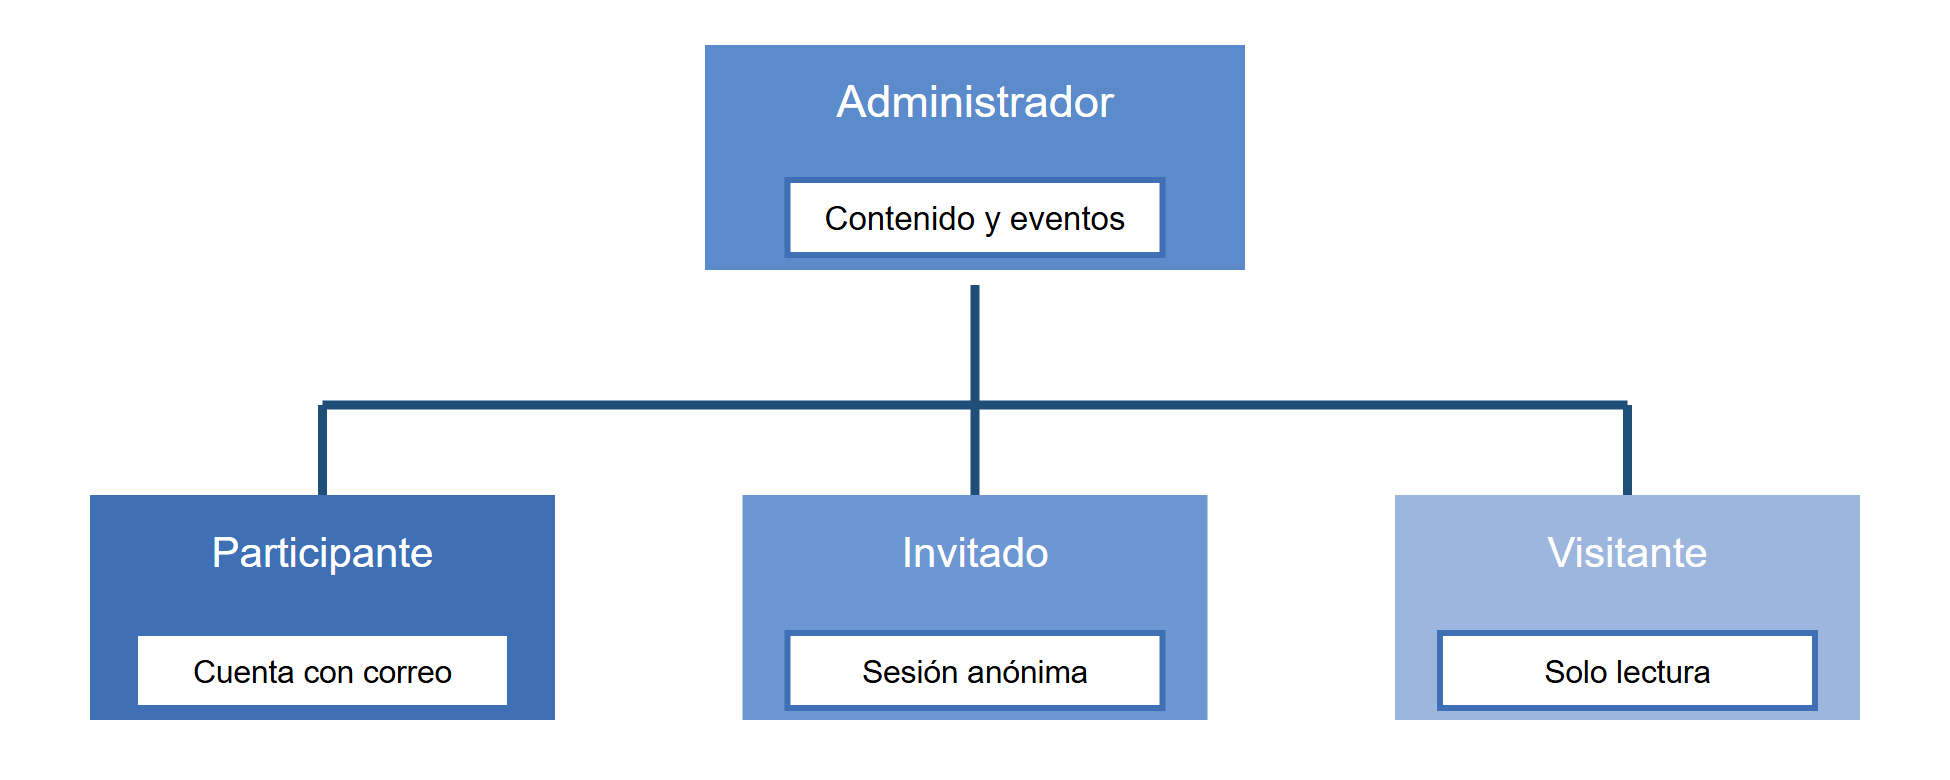 Administrador
Contenido y eventos
Participante
Cuenta con correo
Invitado
Sesión anónima
Visitante
Solo lectura